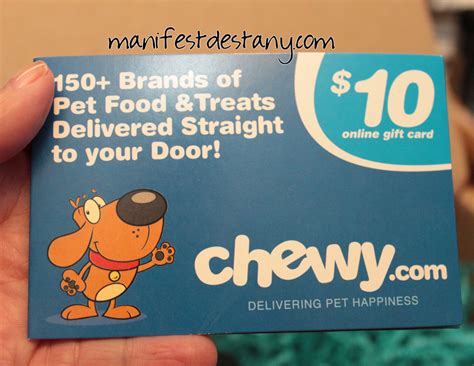 manifestdestany.com
150+ Brands of
Pet Food & Treats
Delivered Straight
to your Door!
$10
online gift card
chewy.com
DELIVERING PET HAPPINESS